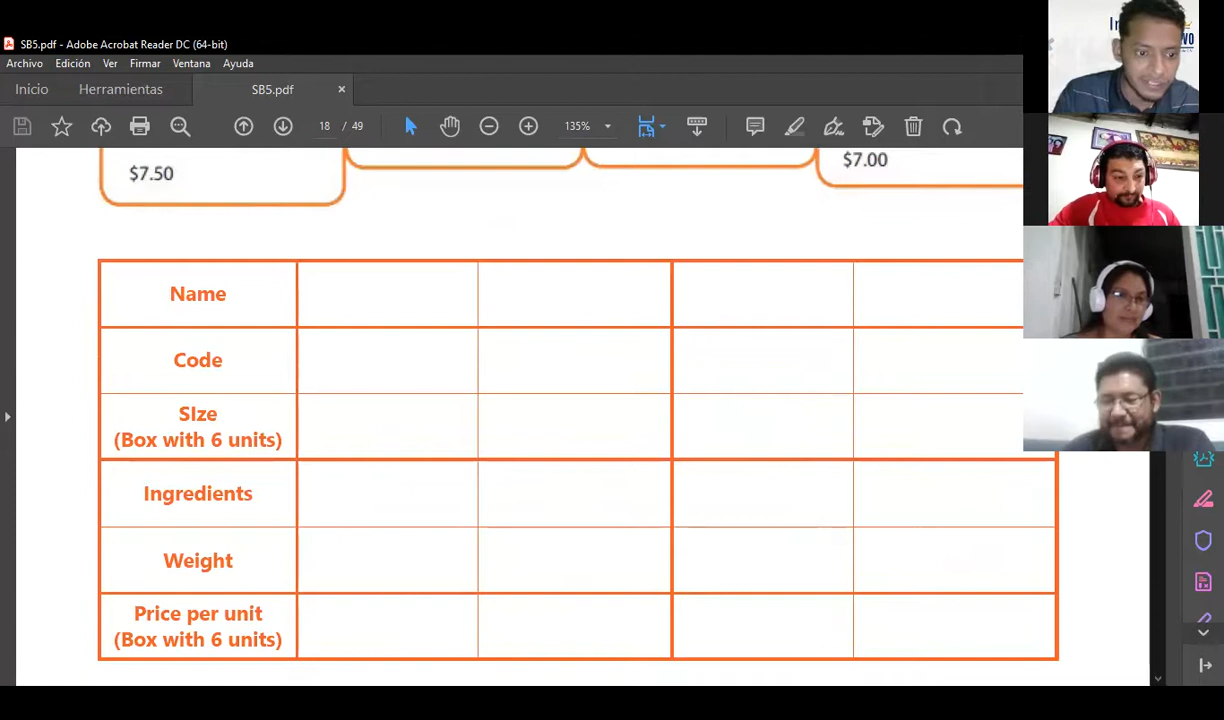 SB5.pdf - Adobe Acrobat Reader DC (64-bit)
Archivo Edición Ver Firmar Ventana Ayuda
Inicio Herramientas SB5.pdf ×
18 / 49 135%
$7.50
$7.00
Name
Code
SIze
(Box with 6 units)
Ingredients
Weight
Price per unit
(Box with 6 units)